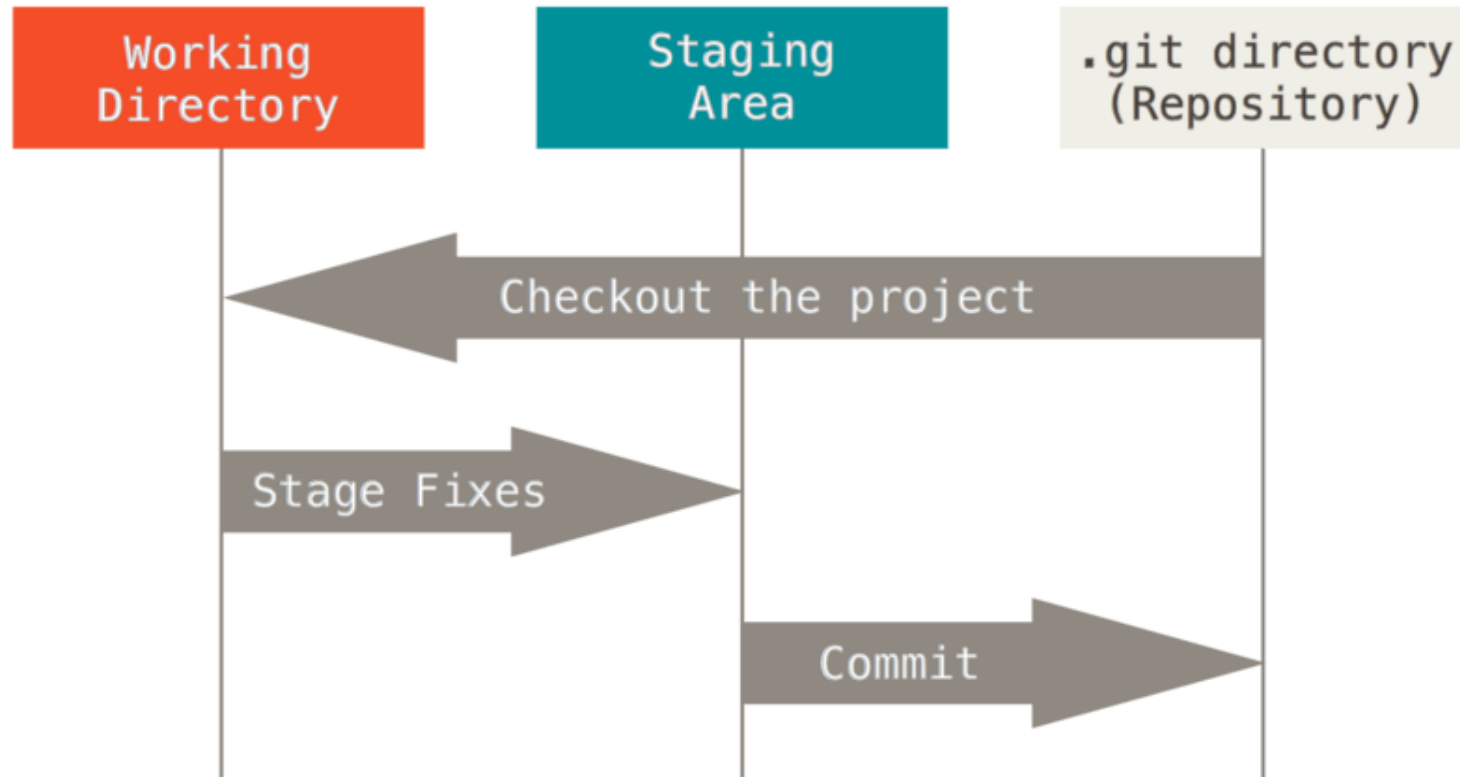 Working
Directory
Staging
Area
.git directory
(Repository)
Checkout the project
Stage Fixes
Commit